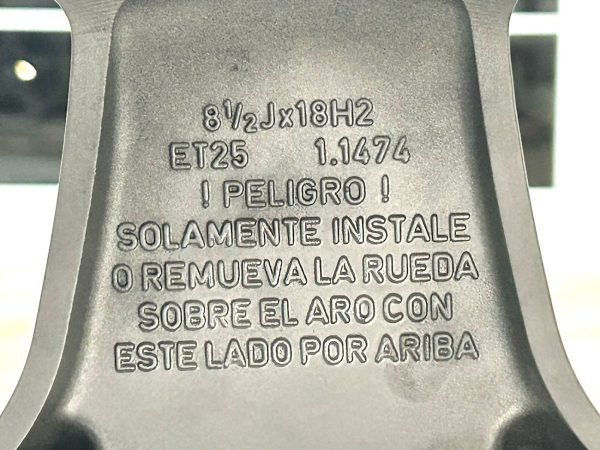 8½Jx18H2
ET25 1.1474
! PELIGRO !
SOLAMENTE INSTALE
O REMUEVA LA RUEDA
SOBRE EL ARO CON
ESTE LADO POR ARIBA